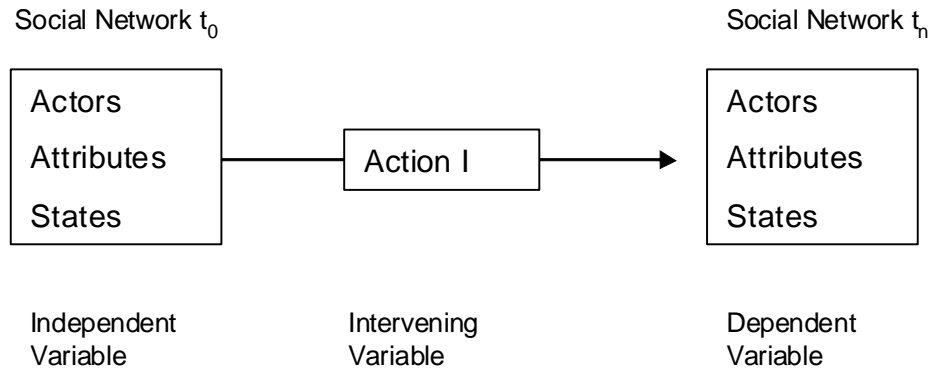 Social Network t0
Social Network tn
Actors
Attributes
States
Action I
Actors
Attributes
States
Independent
Variable
Intervening
Variable
Dependent
Variable